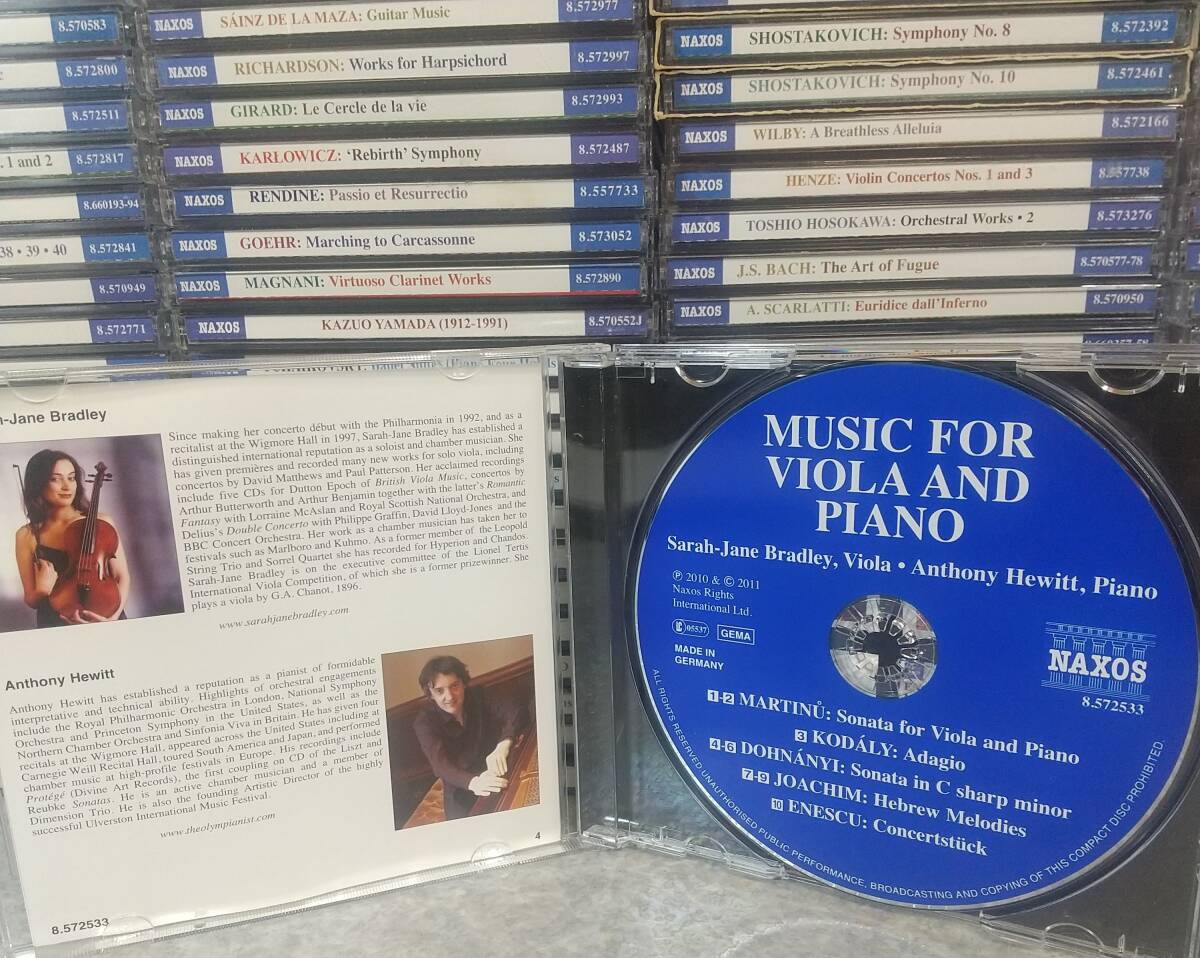 8.570583
8.572800
8.572511
. 1 and 2 8.572817
8.660193-94
38 • 39 • 40 8.572841
8.570949
8.572771
NAXOS SÁINZ DE LA MAZA: Guitar Music 8.572977
NAXOS RICHARDSON: Works for Harpsichord 8.572997
NAXOS GIRARD: Le Cercle de la vie 8.572993
NAXOS KARLOWICZ: ‘Rebirth’ Symphony 8.572487
NAXOS RENDINE: Passio et Resurrectio 8.557733
NAXOS GOEHR: Marching to Carcassonne 8.573052
NAXOS MAGNANI: Virtuoso Clarinet Works 8.572890
NAXOS KAZUO YAMADA (1912-1991) 8.570552J
NAXOS SHOSTAKOVICH: Symphony No. 8 8.572392
NAXOS SHOSTAKOVICH: Symphony No. 10 8.572461
NAXOS WILBY: A Breathless Alleluia 8.572166
NAXOS HENZE: Violin Concertos Nos. 1 and 3 8.557738
NAXOS TOSHIO HOSOKAWA: Orchestral Works • 2 8.573276
NAXOS J.S. BACH: The Art of Fugue 8.570577-78
NAXOS A. SCARLATTI: Euridice dall'Inferno 8.570950
h-Jane Bradley
Since making her concerto début with the Philharmonia in 1992, and as a
recitalist at the Wigmore Hall in 1997, Sarah-Jane Bradley has established a
distinguished international reputation as a soloist and chamber musician. She
has given premières and recorded many new works for solo viola, including
concertos by David Matthews and Paul Patterson. Her acclaimed recordings
include five CDs for Dutton Epoch of British Viola Music, concertos by
Arthur Butterworth and Arthur Benjamin together with the latter's Romantic
Fantasy with Lorraine McAslan and Royal Scottish National Orchestra, and
Delius's Double Concerto with Philippe Graffin, David Lloyd-Jones and the
BBC Concert Orchestra. Her work as a chamber musician has taken her to
festivals such as Marlboro and Kuhmo. As a former member of the Leopold
String Trio and Sorrel Quartet she has recorded for Hyperion and Chandos.
Sarah-Jane Bradley is on the executive committee of the Lionel Tertis
International Viola Competition, of which she is a former prizewinner. She
plays a viola by G.A. Chanot, 1896.
www.sarahjanebradley.com
Anthony Hewitt
Anthony Hewitt has established a reputation as a pianist of formidable
interpretative and technical ability. Highlights of orchestral engagements
include the Royal Philharmonic Orchestra in London, National Symphony
Orchestra and Princeton Symphony in the United States, as well as the
Northern Chamber Orchestra and Sinfonia Viva in Britain. He has given four
recitals at the Wigmore Hall, appeared across the United States including at
Carnegie Weill Recital Hall, toured South America and Japan, and performed
chamber music at high-profile festivals in Europe. His recordings include
Protégé (Divine Art Records), the first coupling on CD of the Liszt and
Reubke Sonatas. He is an active chamber musician and a member of
Dimension Trio. He is also the founding Artistic Director of the highly
successful Ulverston International Music Festival.
www.theolympianist.com
4
8.572533
MUSIC FOR
VIOLA AND
PIANO
Sarah-Jane Bradley, Viola • Anthony Hewitt, Piano
℗ 2010 & © 2011
Naxos Rights
International Ltd.
LC 05537 GEMA
MADE IN
GERMANY
NAXOS
8.572533
1-2 MARTINŮ: Sonata for Viola and Piano
3 KODÁLY: Adagio
4-6 DOHNÁNYI: Sonata in C sharp minor
7-9 JOACHIM: Hebrew Melodies
10 ENESCU: Concertstück
ALL RIGHTS RESERVED UNAUTHORISED PUBLIC PERFORMANCE, BROADCASTING AND COPYING OF THIS COMPACT DISC PROHIBITED.